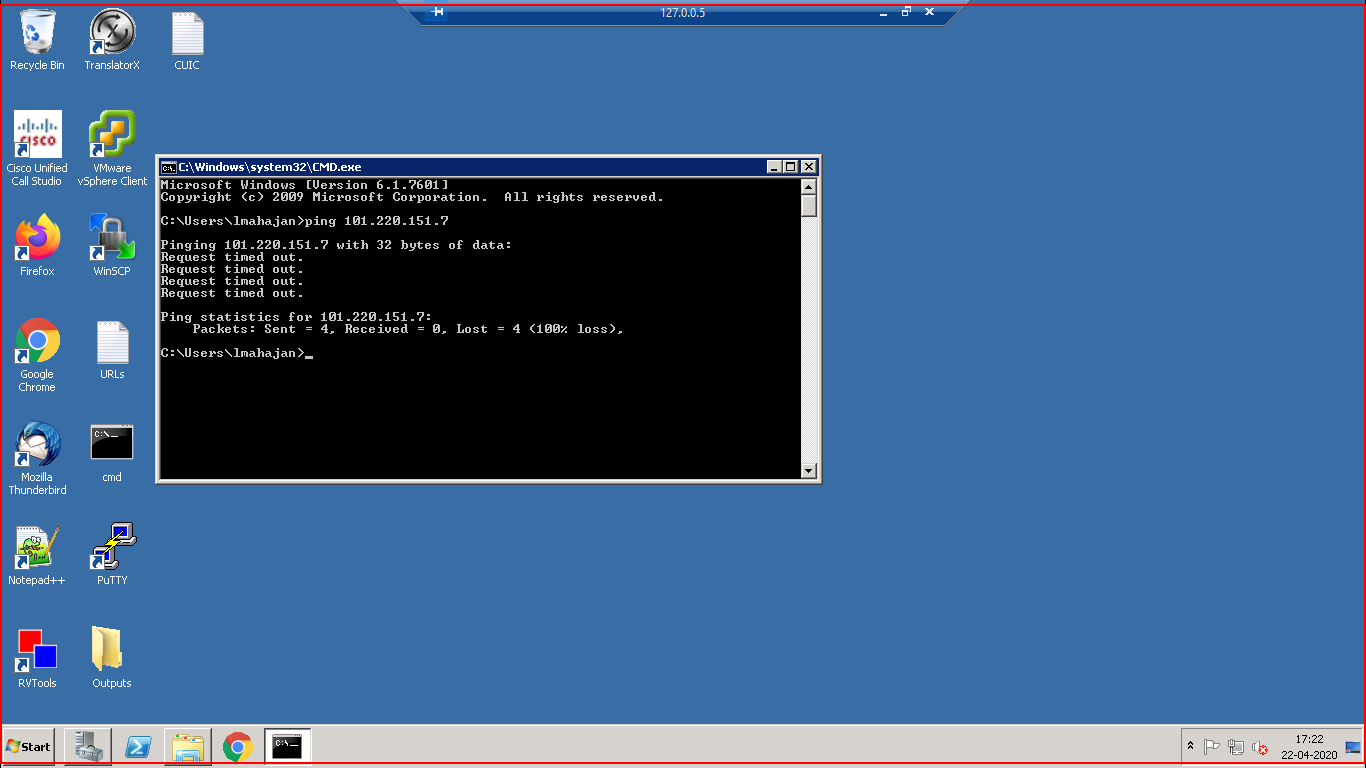 127.0.0.5
Recycle Bin
TranslatorX
CUIC
CISCO
Cisco Unified
Call Studio
VMware
vSphere Client
Firefox
WinSCP
Google
Chrome
URLs
Mozilla
Thunderbird
C:\_
cmd
Notepad++
PuTTY
RVTools
Outputs
C:\Windows\system32\CMD.exe
Microsoft Windows [Version 6.1.7601]
Copyright (c) 2009 Microsoft Corporation.  All rights reserved.
C:\Users\lmahajan>ping 101.220.151.7
Pinging 101.220.151.7 with 32 bytes of data:
Request timed out.
Request timed out.
Request timed out.
Request timed out.
Ping statistics for 101.220.151.7:
    Packets: Sent = 4, Received = 0, Lost = 4 (100% loss),
C:\Users\lmahajan>_
Start
C:\_
17:22
22-04-2020